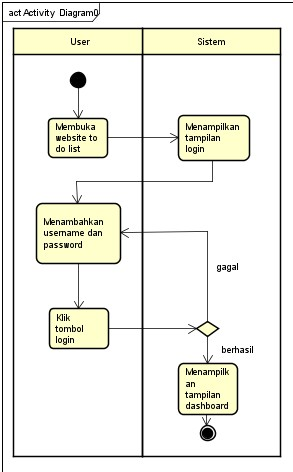 act Activity Diagram0
User
Sistem
Membuka
website to
do list
Menampilkan
tampilan
login
Menambahkan
username dan
password
gagal
Klik
tombol
login
berhasil
Menampilk
an
tampilan
dashboard